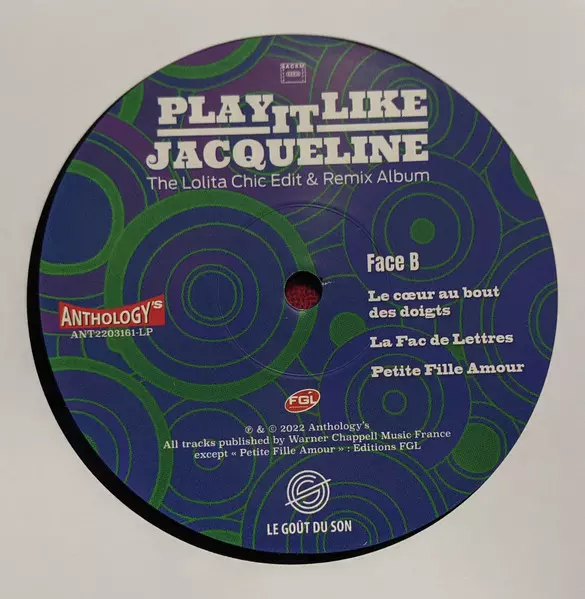 SACEM
PLAY IT LIKE
JACQUELINE
The Lolita Chic Edit & Remix Album
Face B
Le cœur au bout
des doigts
La Fac de Lettres
Petite Fille Amour
ANTHOLOGY'S
ANT2203161-LP
FGL
℗ & © 2022 Anthology's
All tracks published by Warner Chappell Music France
except « Petite Fille Amour » : Editions FGL
LE GOÛT DU SON